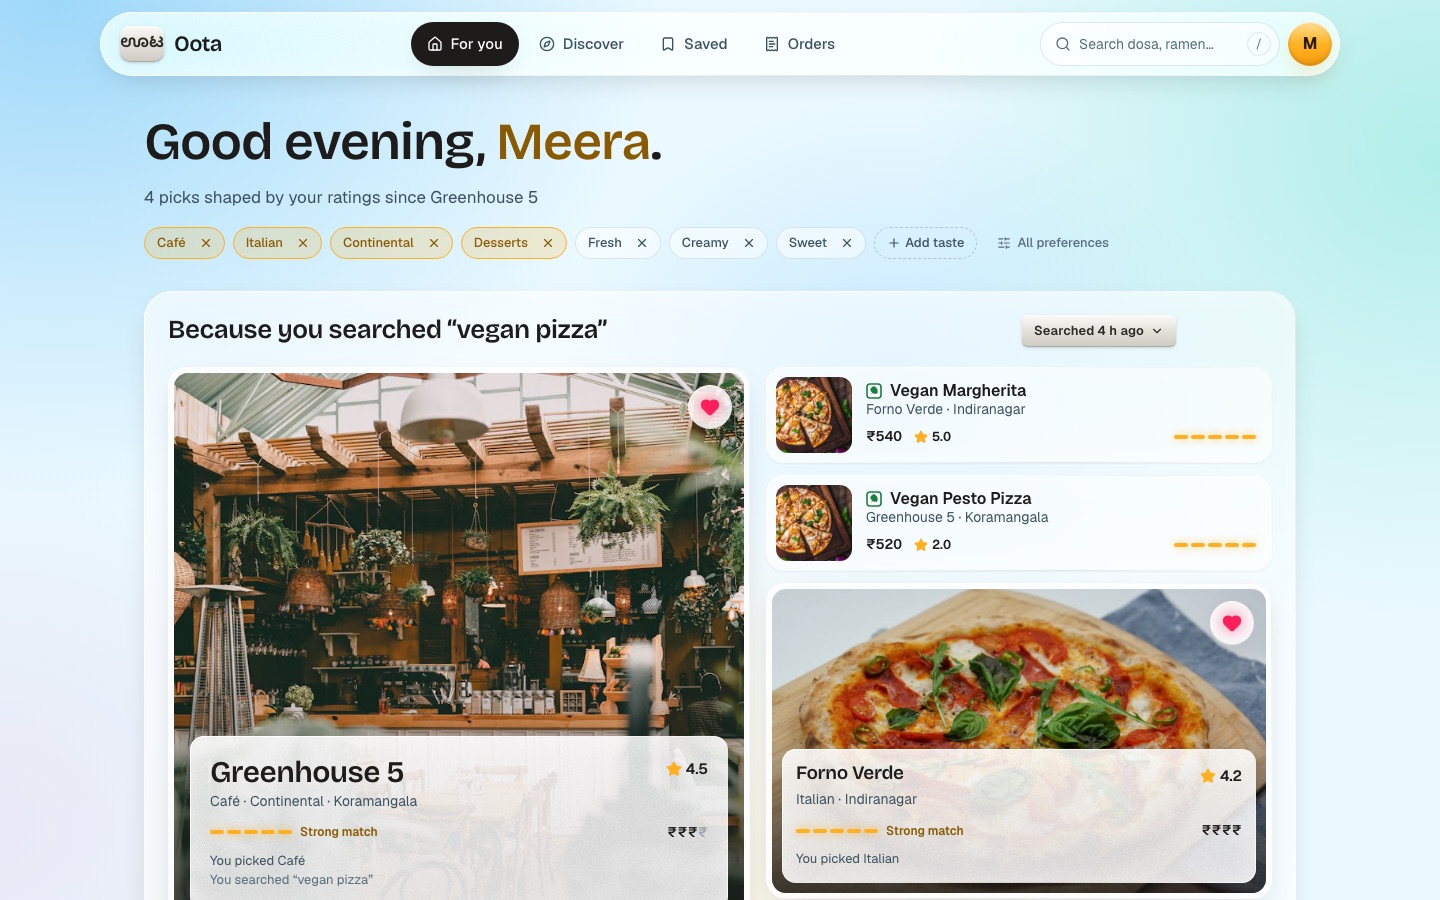 ಊಟ Oota
For you
Discover
Saved
Orders
Search dosa, ramen...
/
M
Good evening, Meera.
4 picks shaped by your ratings since Greenhouse 5
Café
Italian
Continental
Desserts
Fresh
Creamy
Sweet
Add taste
All preferences
Because you searched “vegan pizza”
Searched 4 h ago
Greenhouse 5
4.5
Café · Continental · Koramangala
Strong match
₹₹₹₹
You picked Café
You searched “vegan pizza”
Vegan Margherita
Forno Verde · Indiranagar
₹540
5.0
Vegan Pesto Pizza
Greenhouse 5 · Koramangala
₹520
2.0
Forno Verde
4.2
Italian · Indiranagar
Strong match
₹₹₹₹
You picked Italian